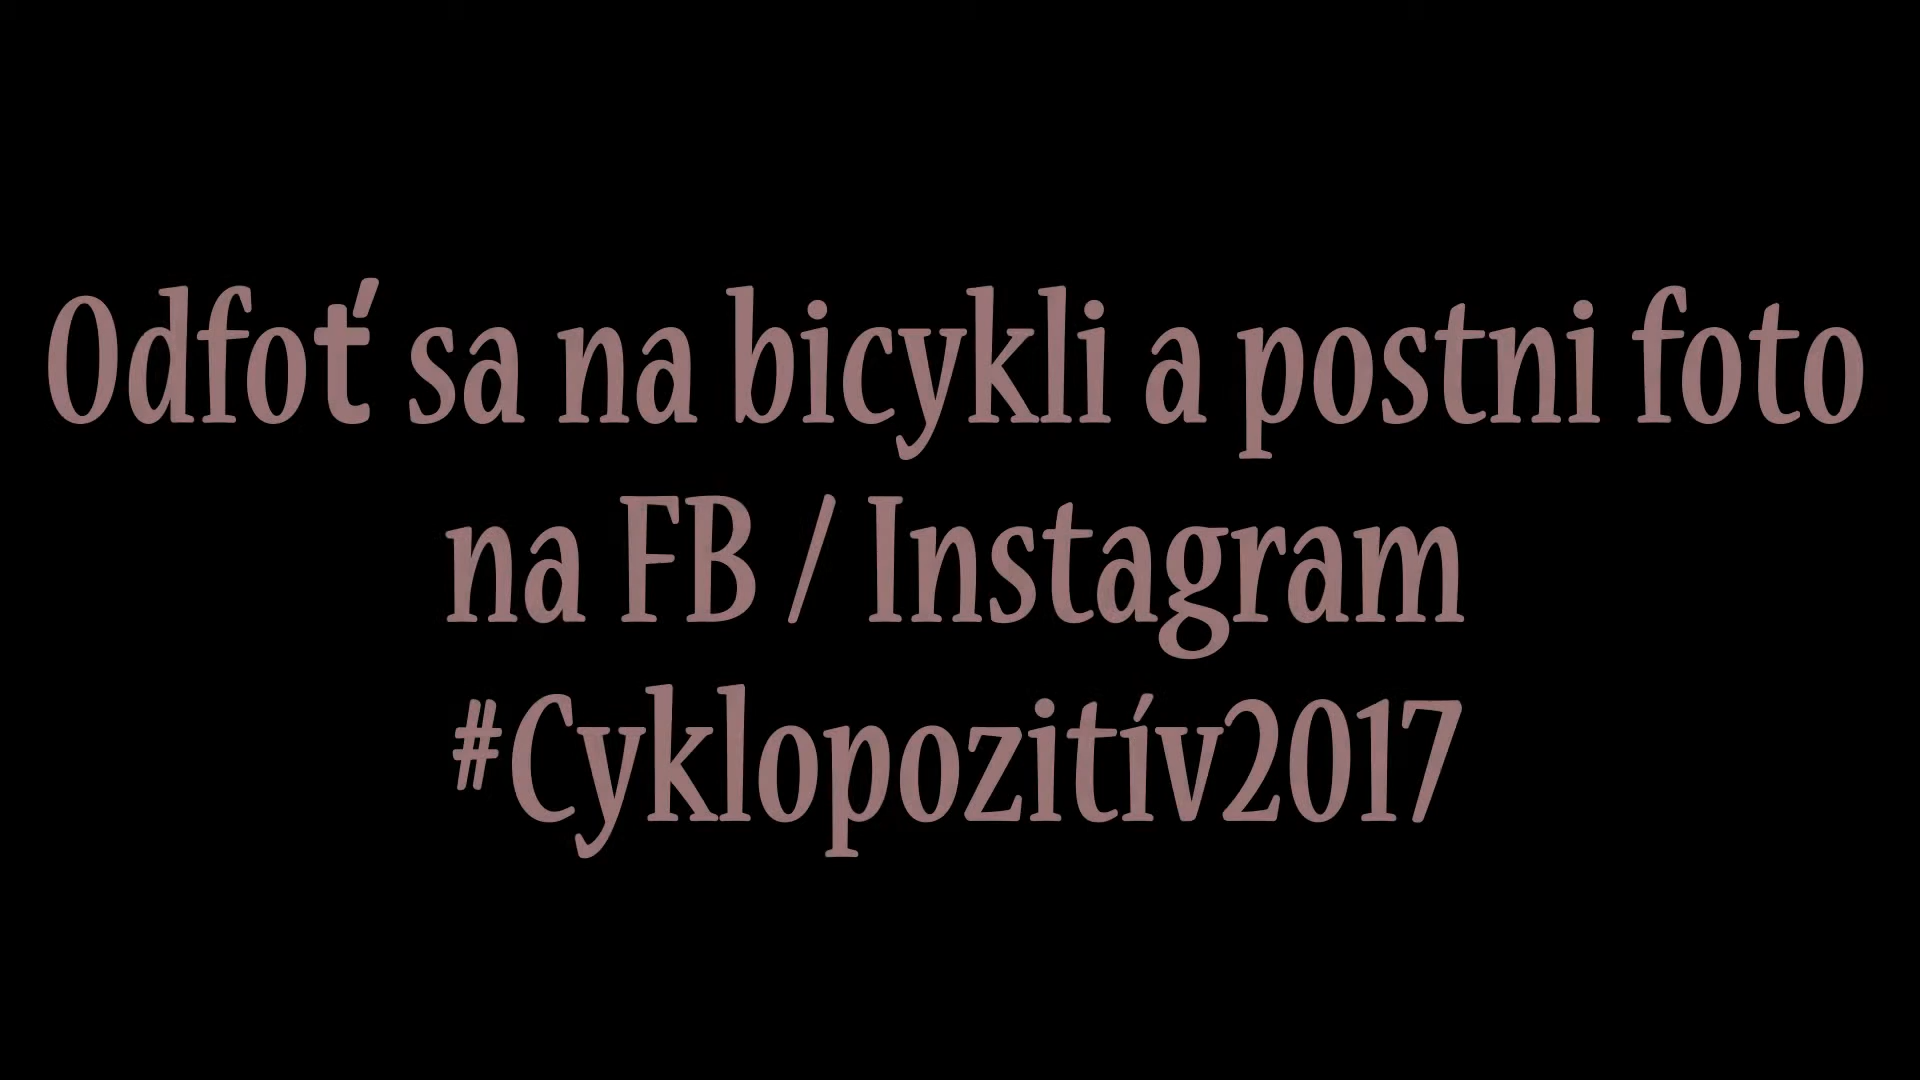 Odfoť sa na bicykli a postni foto
na FB / Instagram
#Cyklopozitív2017